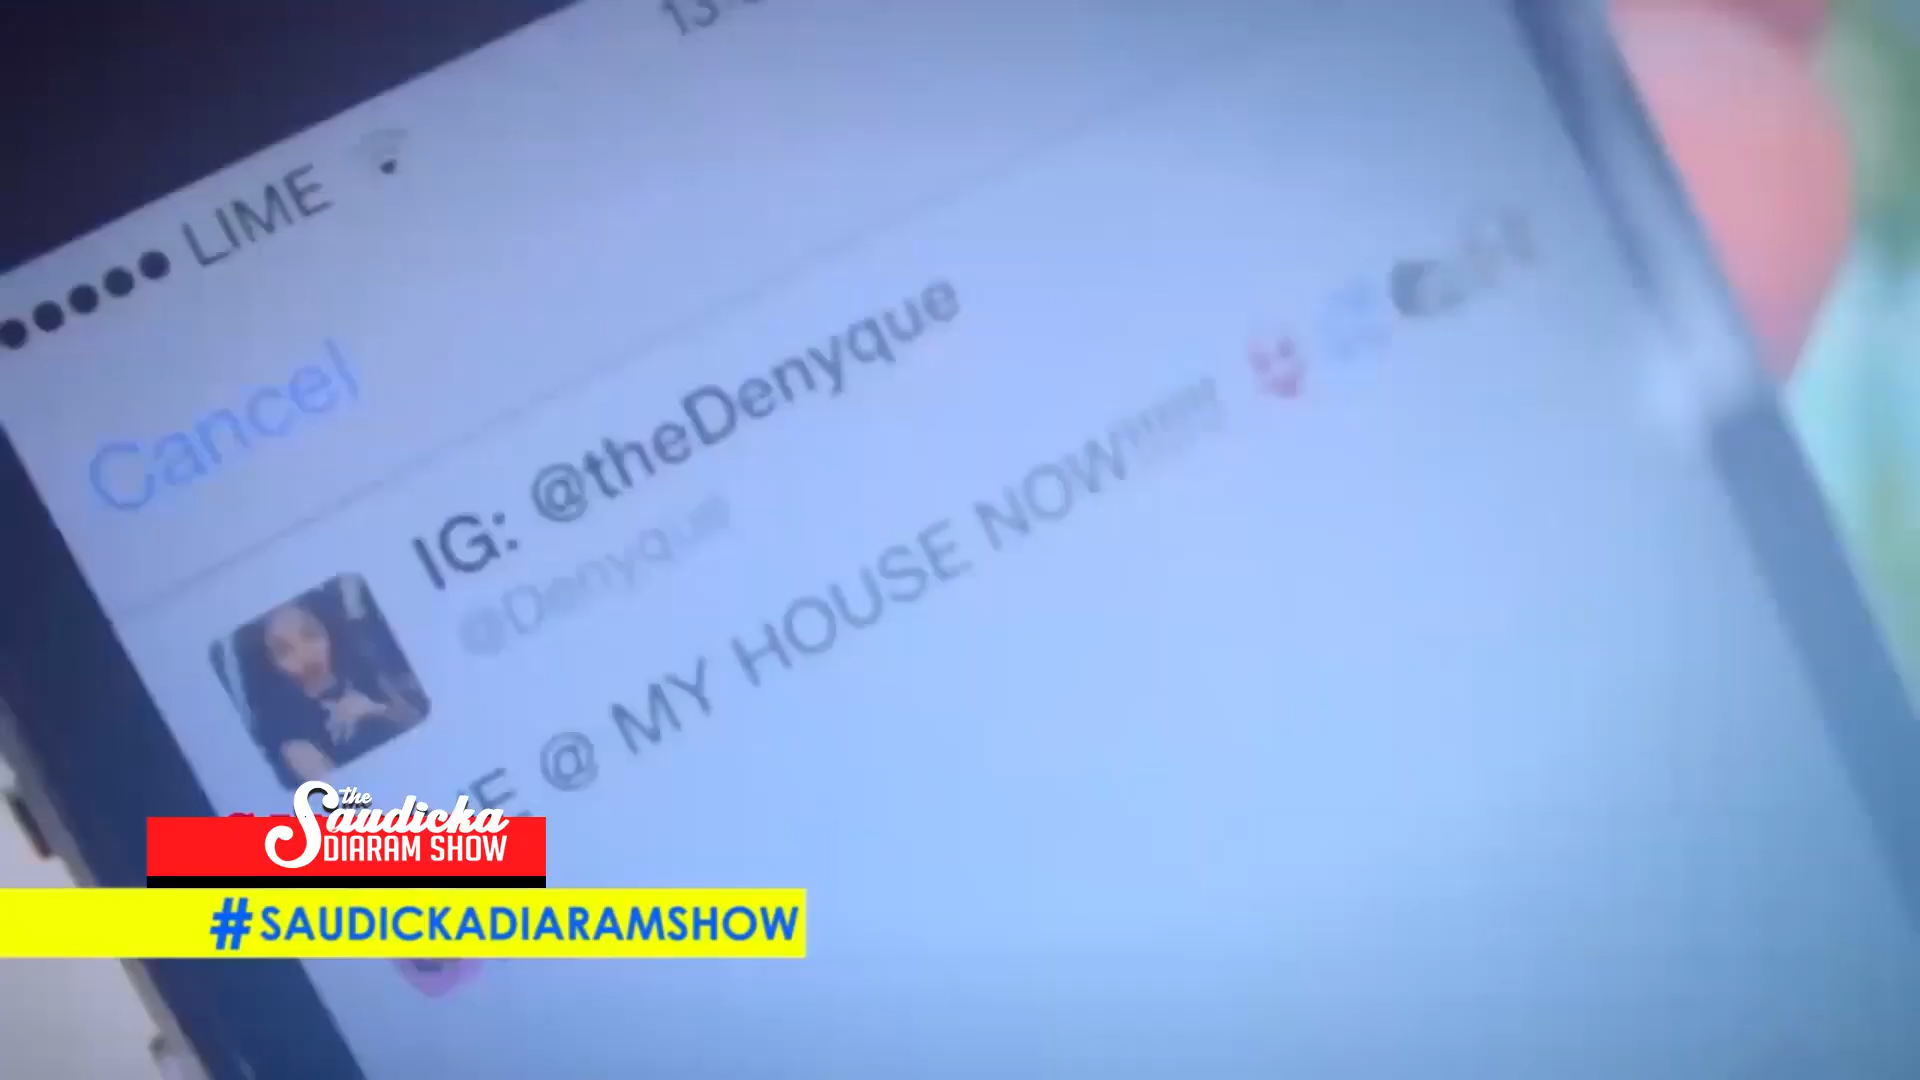 LIME
Cancel
IG: @theDenyque
@Denyque
@ MY HOUSE NOW!!!!!!!
the Saudicka
DIARAM SHOW
#SAUDICKADIARAMSHOW